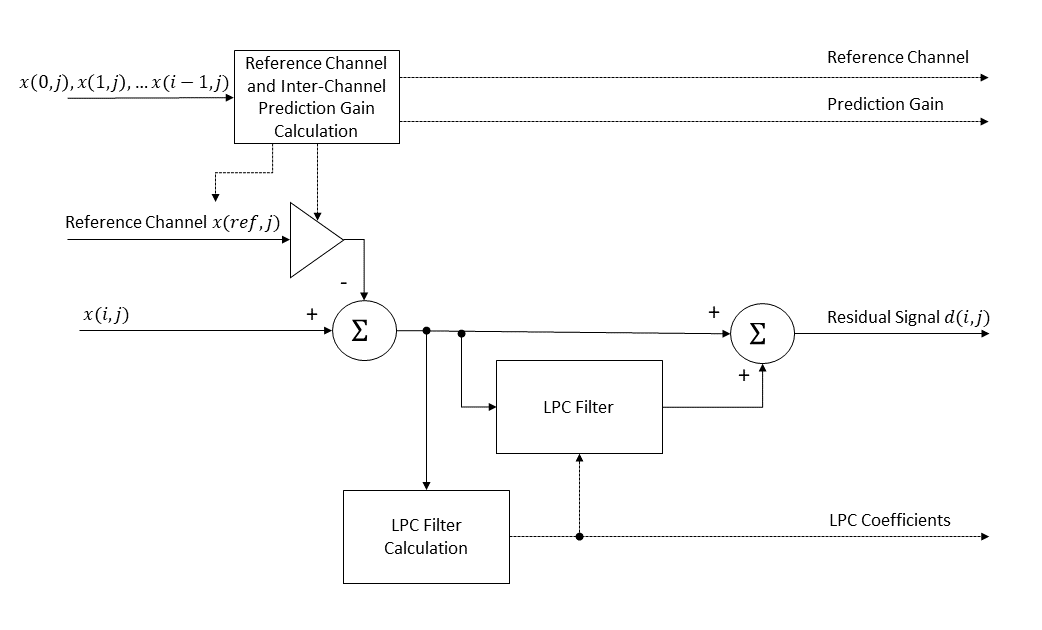 Reference Channel
x(0,j), x(1,j), ... x(i − 1,j)
Reference Channel
and Inter-Channel
Prediction Gain
Calculation
Prediction Gain
Reference Channel x(ref,j)
-
x(i,j)
+
Σ
+
Σ
Residual Signal d(i,j)
+
LPC Filter
LPC Filter
Calculation
LPC Coefficients